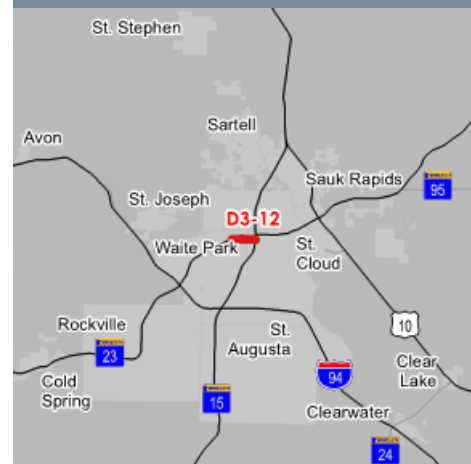 St. Stephen
Sartell
Avon
Sauk Rapids
95
St. Joseph
D3-12
Waite Park
St.
Cloud
10
Rockville
23
St.
Augusta
Clear
Lake
94
Cold
Spring
15
Clearwater
24